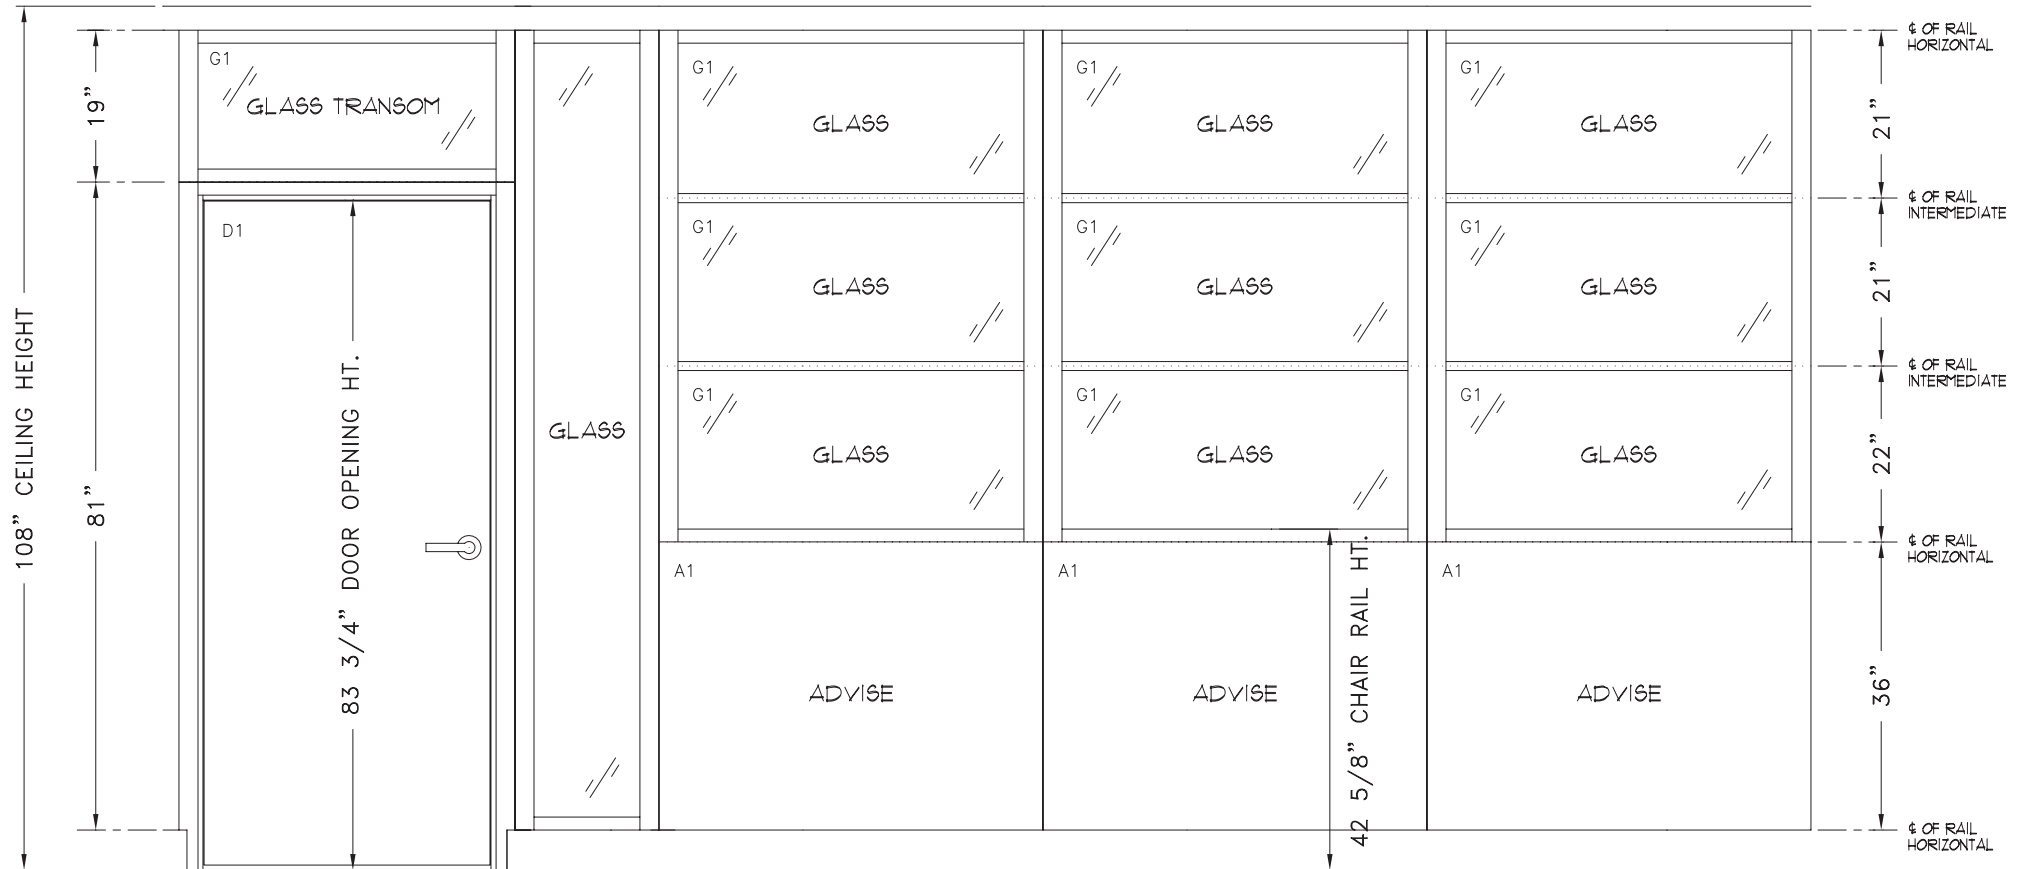 ℄ OF RAIL
HORIZONTAL
G1
GLASS TRANSOM
19”
G1
GLASS
G1
GLASS
G1
GLASS
21”
℄ OF RAIL
INTERMEDIATE
D1
G1
GLASS
G1
GLASS
G1
GLASS
21”
℄ OF RAIL
INTERMEDIATE
108” CEILING HEIGHT
81”
83 3/4” DOOR OPENING HT.
GLASS
G1
GLASS
G1
GLASS
G1
GLASS
22”
℄ OF RAIL
HORIZONTAL
A1
ADVISE
A1
ADVISE
42 5/8” CHAIR RAIL HT.
A1
ADVISE
36”
℄ OF RAIL
HORIZONTAL